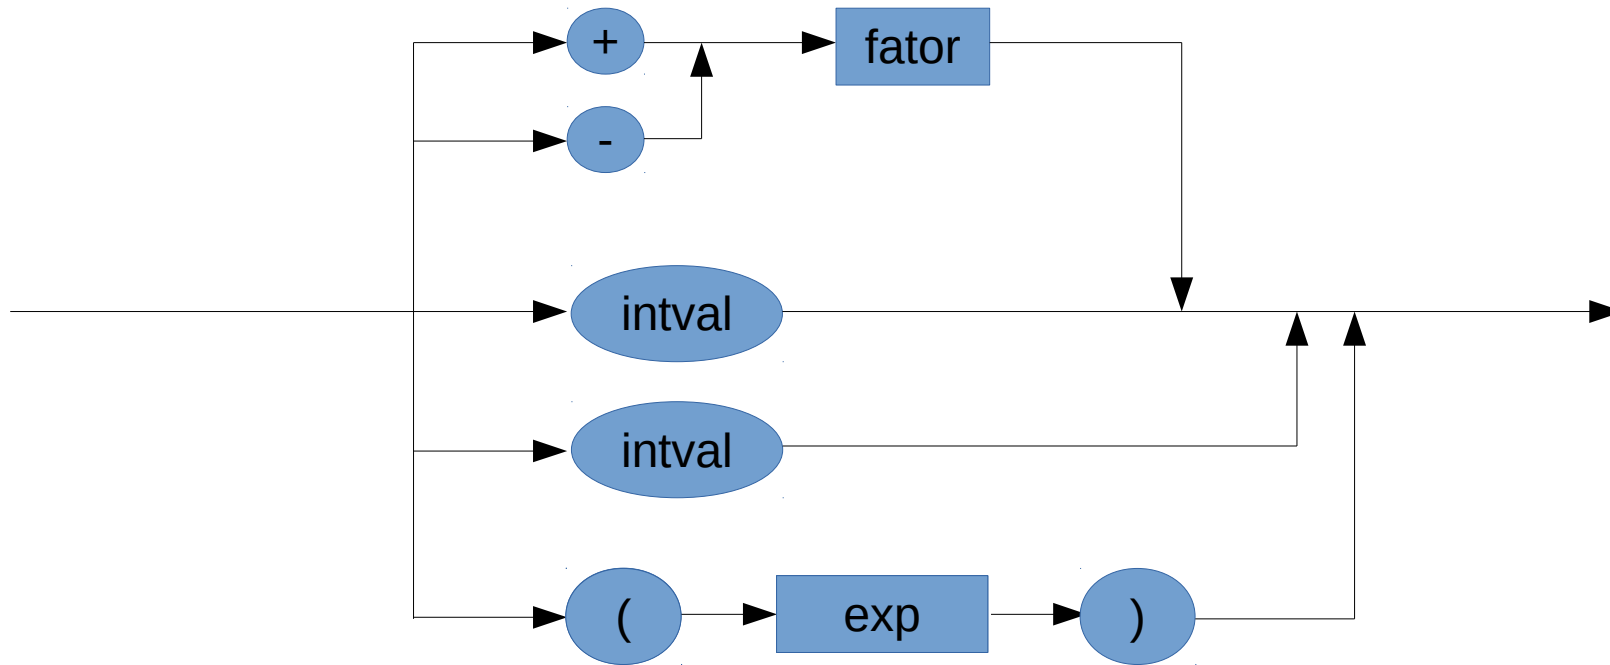 + fator
-
intval
intval
( exp )